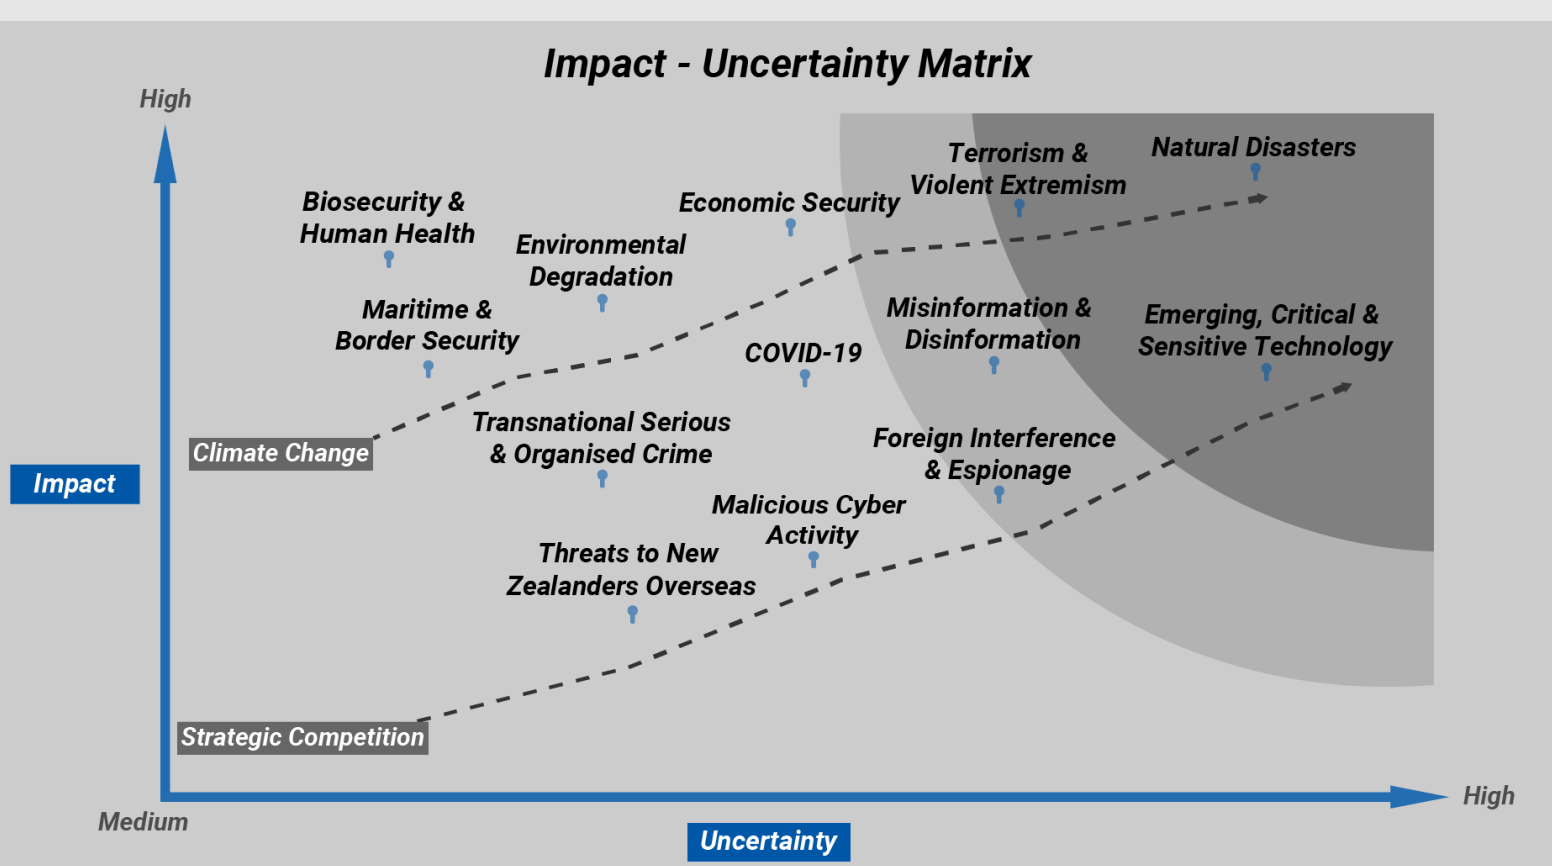 Impact - Uncertainty Matrix
High
Biosecurity &
Human Health
Environmental
Degradation
Economic Security
Terrorism &
Violent Extremism
Natural Disasters
Maritime &
Border Security
COVID-19
Misinformation &
Disinformation
Emerging, Critical &
Sensitive Technology
Climate Change
Transnational Serious
& Organised Crime
Foreign Interference
& Espionage
Impact
Malicious Cyber
Activity
Threats to New
Zealanders Overseas
Strategic Competition
Medium
Uncertainty
High